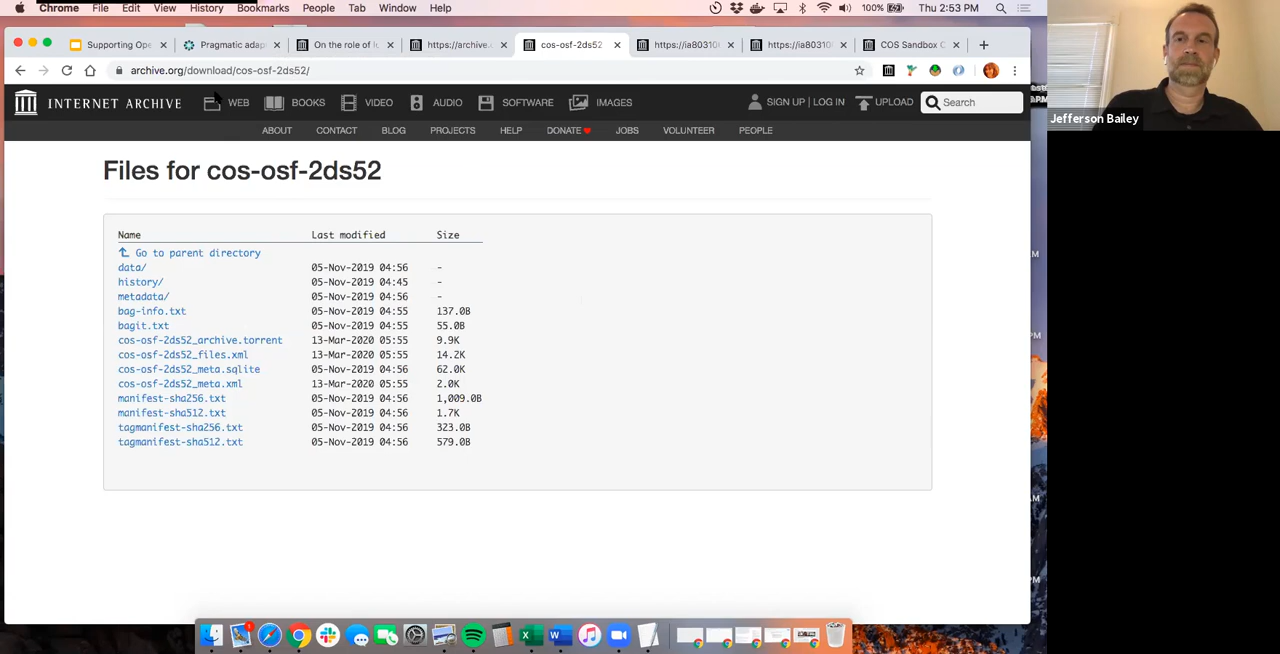 Chrome File Edit View History Bookmarks People Tab Window Help 100% Thu 2:53 PM
Supporting Ope Pragmatic adap On the role of fu https://archive.o cos-osf-2ds52 https://ia80310 https://ia80310 COS Sandbox C
archive.org/download/cos-osf-2ds52/
INTERNET ARCHIVE WEB BOOKS VIDEO AUDIO SOFTWARE IMAGES SIGN UP | LOG IN UPLOAD Search
ABOUT CONTACT BLOG PROJECTS HELP DONATE JOBS VOLUNTEER PEOPLE
Jefferson Bailey
Files for cos-osf-2ds52
Name Last modified Size
Go to parent directory
data/ 05-Nov-2019 04:56 -
history/ 05-Nov-2019 04:45 -
metadata/ 05-Nov-2019 04:56 -
bag-info.txt 05-Nov-2019 04:55 137.0B
bagit.txt 05-Nov-2019 04:55 55.0B
cos-osf-2ds52_archive.torrent 13-Mar-2020 05:55 9.9K
cos-osf-2ds52_files.xml 13-Mar-2020 05:55 14.2K
cos-osf-2ds52_meta.sqlite 05-Nov-2019 04:56 62.0K
cos-osf-2ds52_meta.xml 13-Mar-2020 05:55 2.0K
manifest-sha256.txt 05-Nov-2019 04:56 1,009.0B
manifest-sha512.txt 05-Nov-2019 04:56 1.7K
tagmanifest-sha256.txt 05-Nov-2019 04:56 323.0B
tagmanifest-sha512.txt 05-Nov-2019 04:56 579.0B